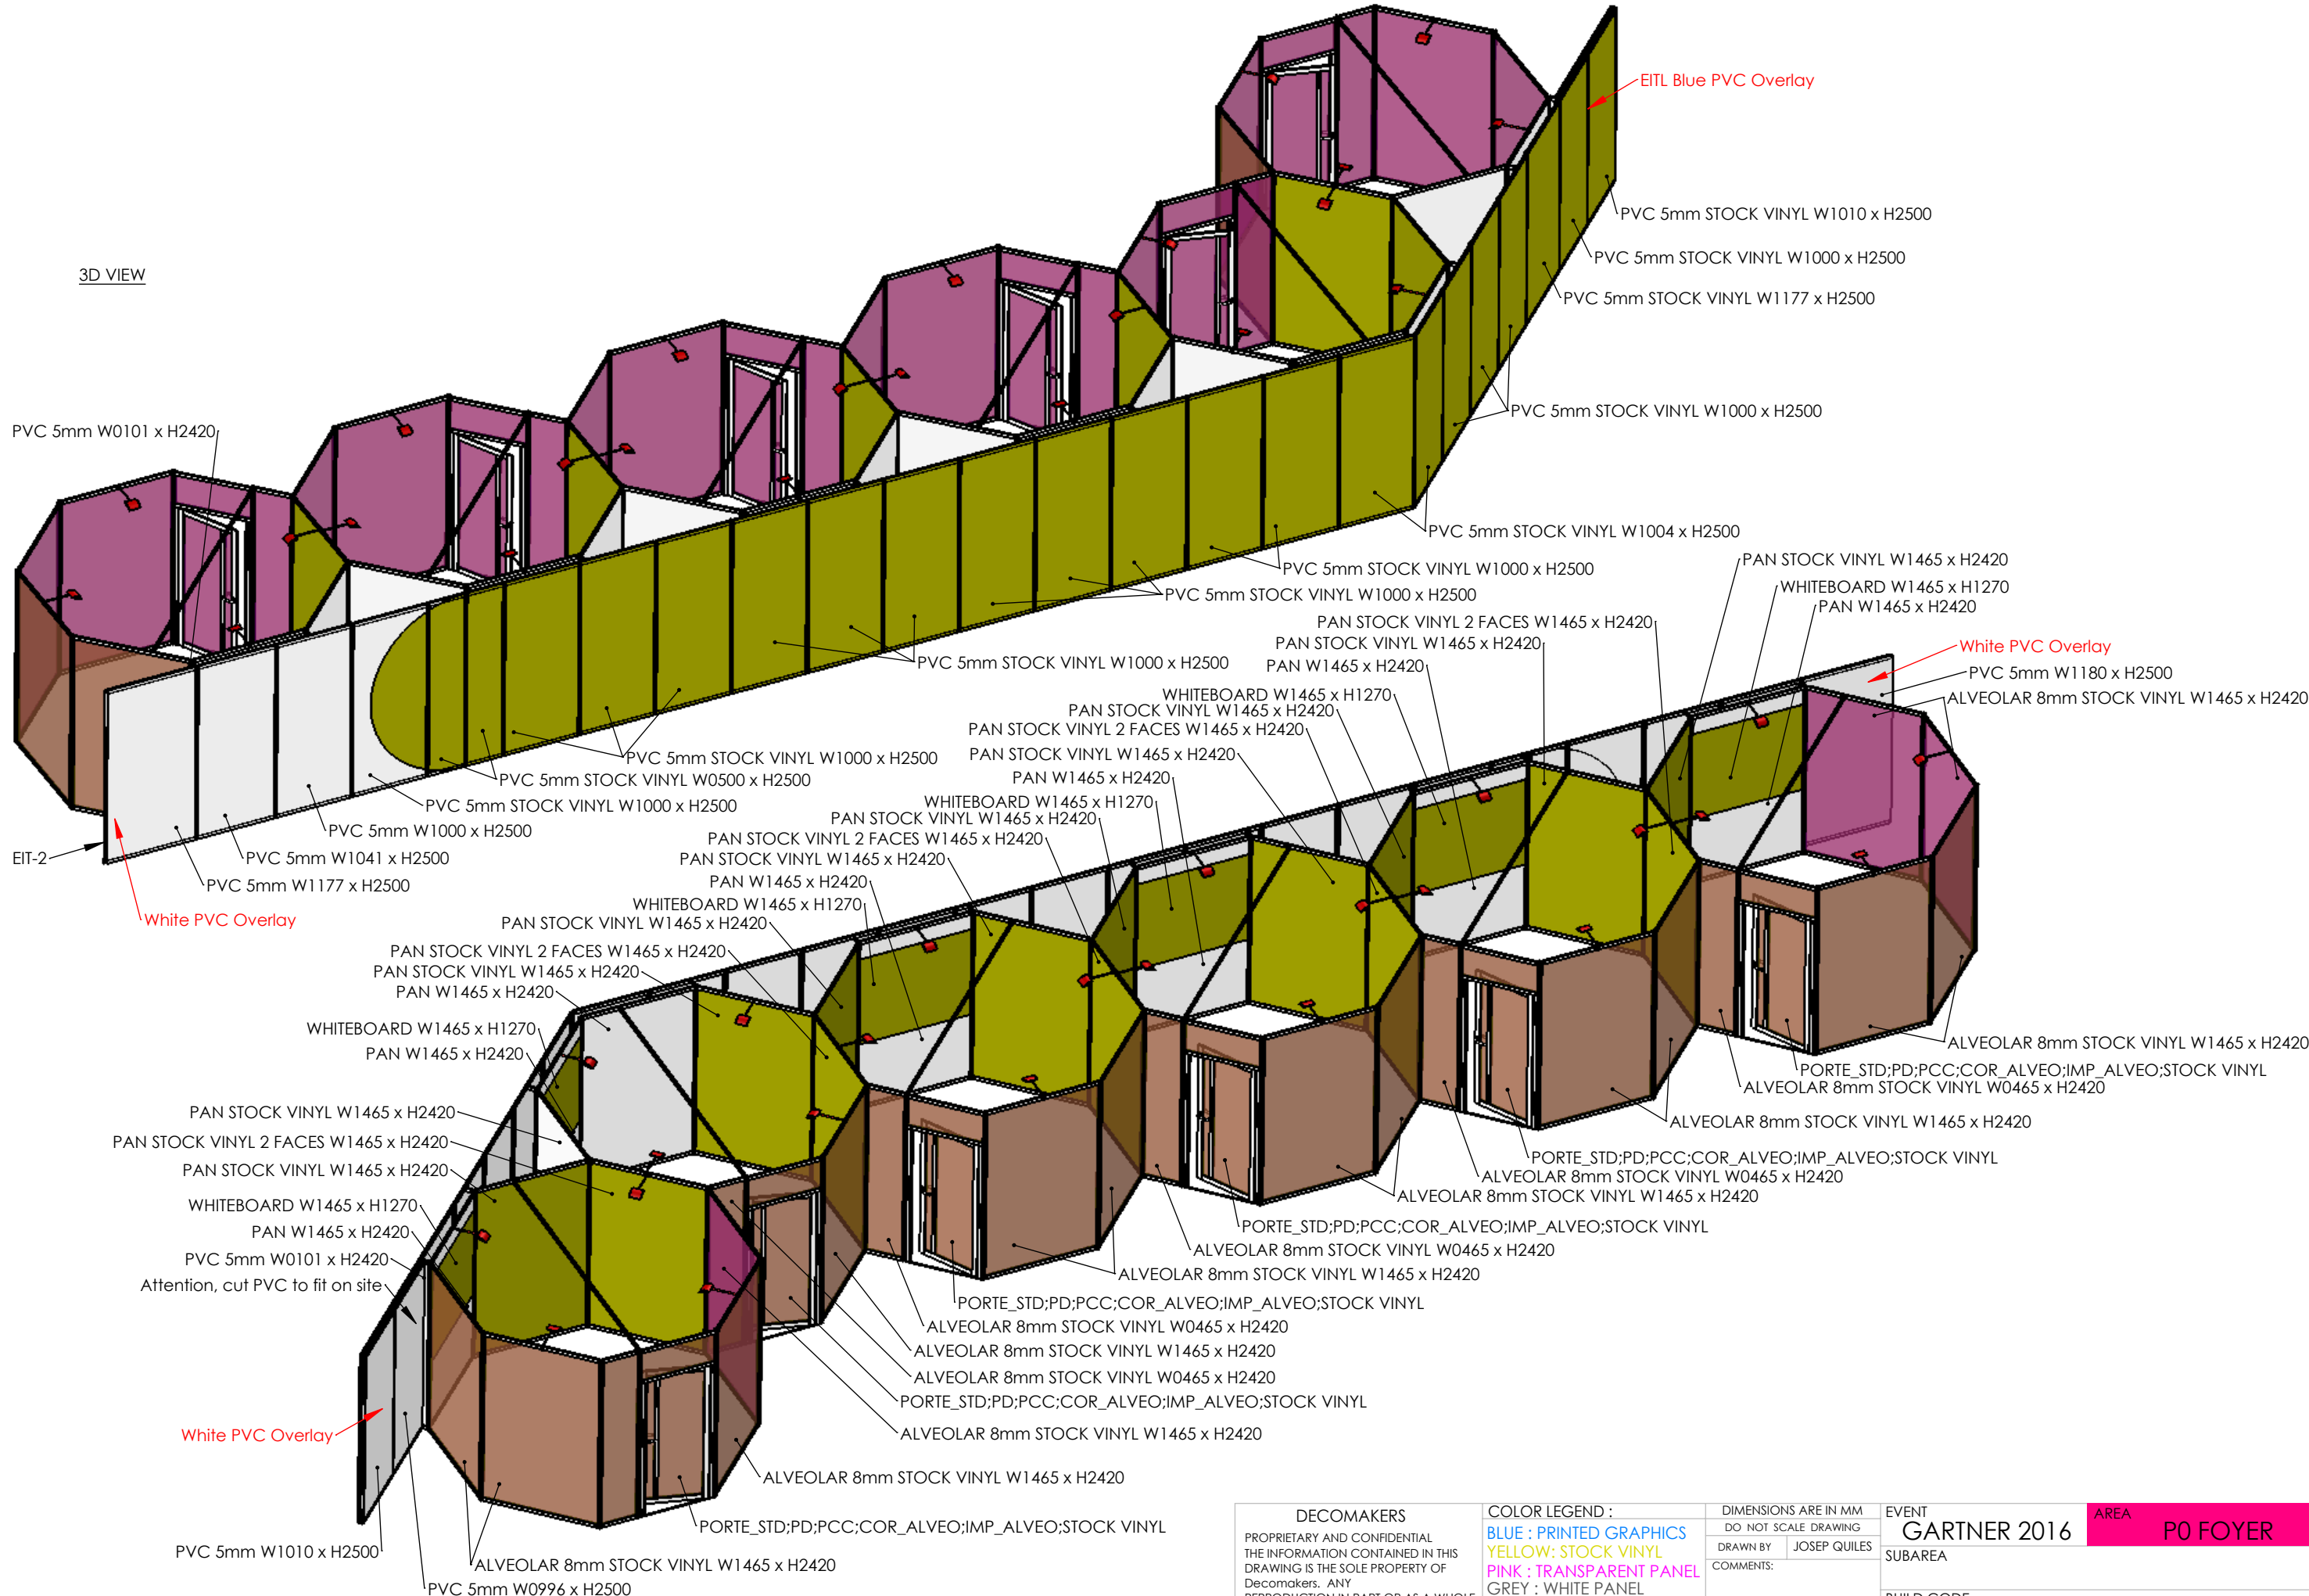 EITL Blue PVC Overlay
PVC 5mm STOCK VINYL W1010 x H2500
PVC 5mm STOCK VINYL W1000 x H2500
3D VIEW
PVC 5mm STOCK VINYL W1177 x H2500
PVC 5mm STOCK VINYL W1000 x H2500
PVC 5mm W0101 x H2420
PVC 5mm STOCK VINYL W1004 x H2500
PVC 5mm STOCK VINYL W1000 x H2500
PVC 5mm STOCK VINYL W1000 x H2500
PVC 5mm STOCK VINYL W1000 x H2500
PVC 5mm STOCK VINYL W1000 x H2500
PVC 5mm STOCK VINYL W0500 x H2500
PVC 5mm STOCK VINYL W1000 x H2500
PVC 5mm W1000 x H2500
EIT-2
PVC 5mm W1041 x H2500
PVC 5mm W1177 x H2500
White PVC Overlay
PAN STOCK VINYL W1465 x H2420
WHITEBOARD W1465 x H1270
PAN W1465 x H2420
PAN STOCK VINYL 2 FACES W1465 x H2420
PAN STOCK VINYL W1465 x H2420
White PVC Overlay
PAN W1465 x H2420
PVC 5mm W1180 x H2500
WHITEBOARD W1465 x H1270
ALVEOLAR 8mm STOCK VINYL W1465 x H2420
PAN STOCK VINYL W1465 x H2420
PAN STOCK VINYL 2 FACES W1465 x H2420
PAN STOCK VINYL W1465 x H2420
PAN W1465 x H2420
WHITEBOARD W1465 x H1270
PAN STOCK VINYL W1465 x H2420
PAN STOCK VINYL 2 FACES W1465 x H2420
PAN STOCK VINYL W1465 x H2420
PAN W1465 x H2420
WHITEBOARD W1465 x H1270
PAN STOCK VINYL W1465 x H2420
PAN STOCK VINYL 2 FACES W1465 x H2420
PAN STOCK VINYL W1465 x H2420
PAN W1465 x H2420
WHITEBOARD W1465 x H1270
PAN W1465 x H2420
PAN STOCK VINYL W1465 x H2420
PAN STOCK VINYL 2 FACES W1465 x H2420
PAN STOCK VINYL W1465 x H2420
WHITEBOARD W1465 x H1270
PAN W1465 x H2420
PVC 5mm W0101 x H2420
Attention, cut PVC to fit on site
ALVEOLAR 8mm STOCK VINYL W1465 x H2420
PORTE_STD;PD;PCC;COR_ALVEO;IMP_ALVEO;STOCK VINYL
ALVEOLAR 8mm STOCK VINYL W0465 x H2420
ALVEOLAR 8mm STOCK VINYL W1465 x H2420
PORTE_STD;PD;PCC;COR_ALVEO;IMP_ALVEO;STOCK VINYL
ALVEOLAR 8mm STOCK VINYL W0465 x H2420
ALVEOLAR 8mm STOCK VINYL W1465 x H2420
PORTE_STD;PD;PCC;COR_ALVEO;IMP_ALVEO;STOCK VINYL
ALVEOLAR 8mm STOCK VINYL W0465 x H2420
ALVEOLAR 8mm STOCK VINYL W1465 x H2420
PORTE_STD;PD;PCC;COR_ALVEO;IMP_ALVEO;STOCK VINYL
ALVEOLAR 8mm STOCK VINYL W0465 x H2420
ALVEOLAR 8mm STOCK VINYL W1465 x H2420
ALVEOLAR 8mm STOCK VINYL W0465 x H2420
PORTE_STD;PD;PCC;COR_ALVEO;IMP_ALVEO;STOCK VINYL
ALVEOLAR 8mm STOCK VINYL W1465 x H2420
White PVC Overlay
ALVEOLAR 8mm STOCK VINYL W1465 x H2420
PORTE_STD;PD;PCC;COR_ALVEO;IMP_ALVEO;STOCK VINYL
PVC 5mm W1010 x H2500
ALVEOLAR 8mm STOCK VINYL W1465 x H2420
PVC 5mm W0996 x H2500
DECOMAKERS
PROPRIETARY AND CONFIDENTIAL
THE INFORMATION CONTAINED IN THIS
DRAWING IS THE SOLE PROPERTY OF
Decomakers. ANY
REPRODUCTION IN PART OR AS A WHOLE
COLOR LEGEND :
BLUE : PRINTED GRAPHICS
YELLOW: STOCK VINYL
PINK : TRANSPARENT PANEL
GREY : WHITE PANEL
DIMENSIONS ARE IN MM
DO NOT SCALE DRAWING
DRAWN BY JOSEP QUILES
COMMENTS:
EVENT
GARTNER 2016
SUBAREA
BUILD CODE
AREA
P0 FOYER